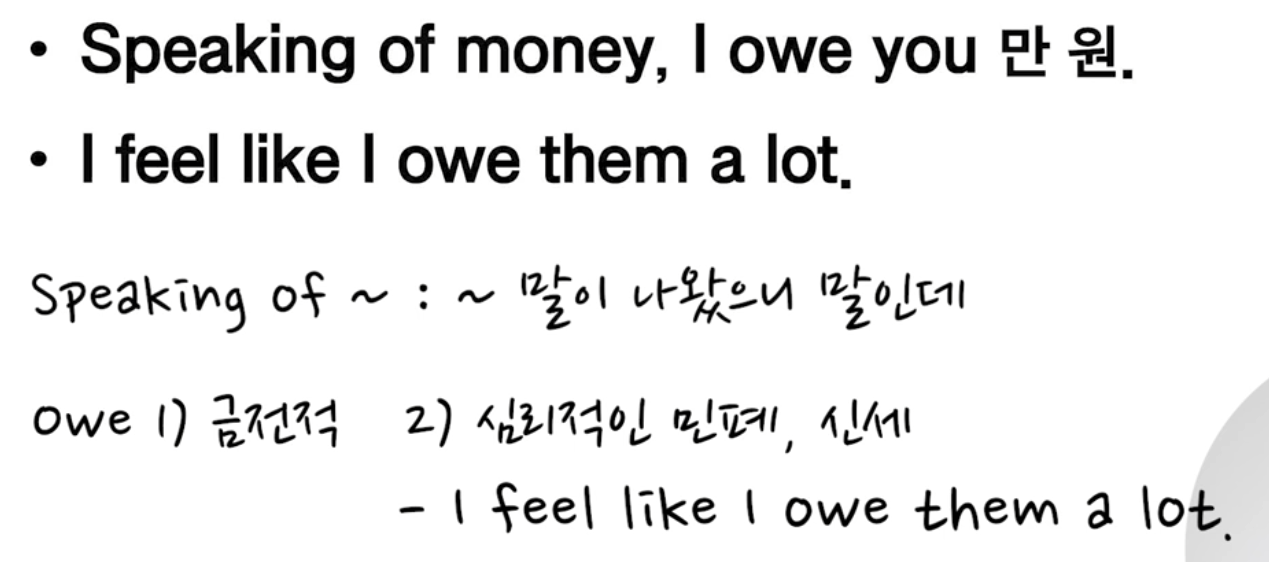 • Speaking of money, I owe you 만 원.
• I feel like I owe them a lot.
Speaking of ~ : ~ 말이 나왔으니 말인데
owe 1) 금전적 2) 심리적인 민폐, 신세
- I feel like I owe them a lot.